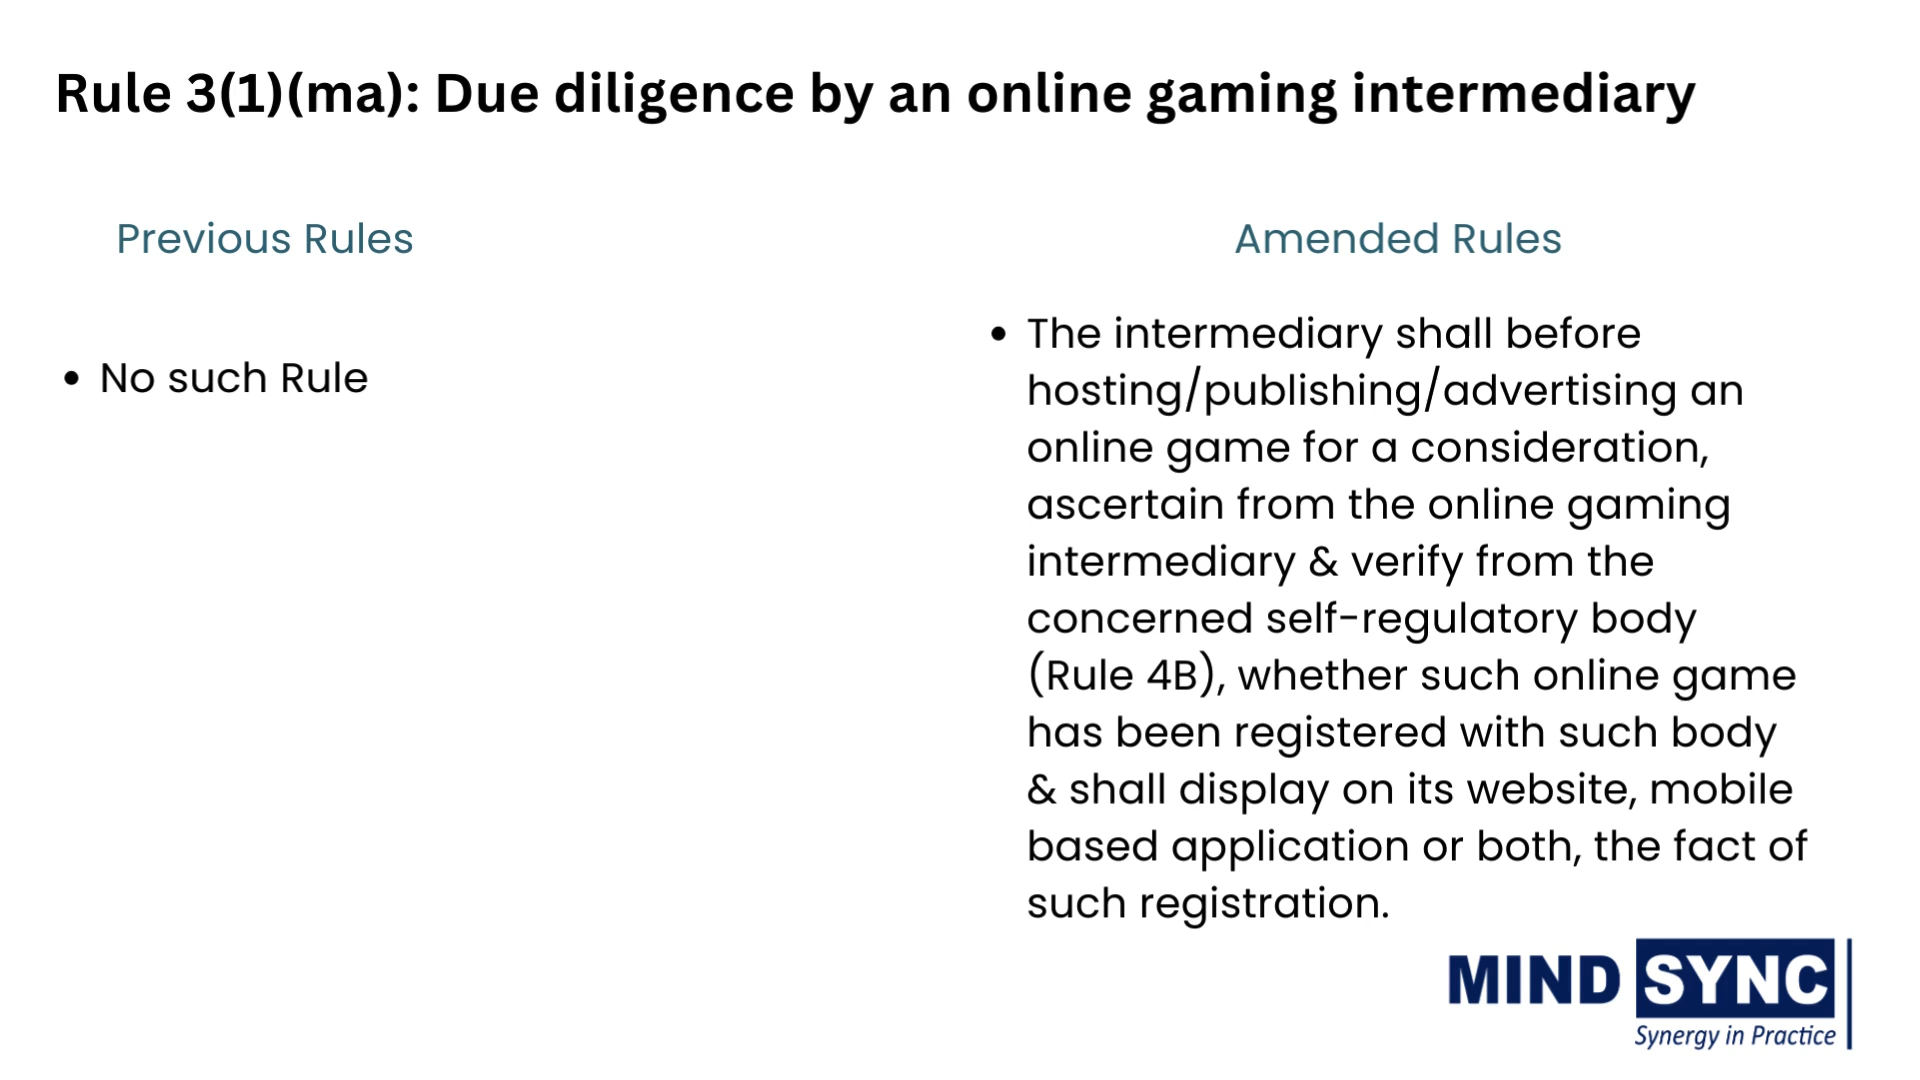 Rule 3(1)(ma): Due diligence by an online gaming intermediary
Previous Rules
• No such Rule
Amended Rules
• The intermediary shall before
hosting/publishing/advertising an
online game for a consideration,
ascertain from the online gaming
intermediary & verify from the
concerned self-regulatory body
(Rule 4B), whether such online game
has been registered with such body
& shall display on its website, mobile
based application or both, the fact of
such registration.
MIND SYNC
Synergy in Practice